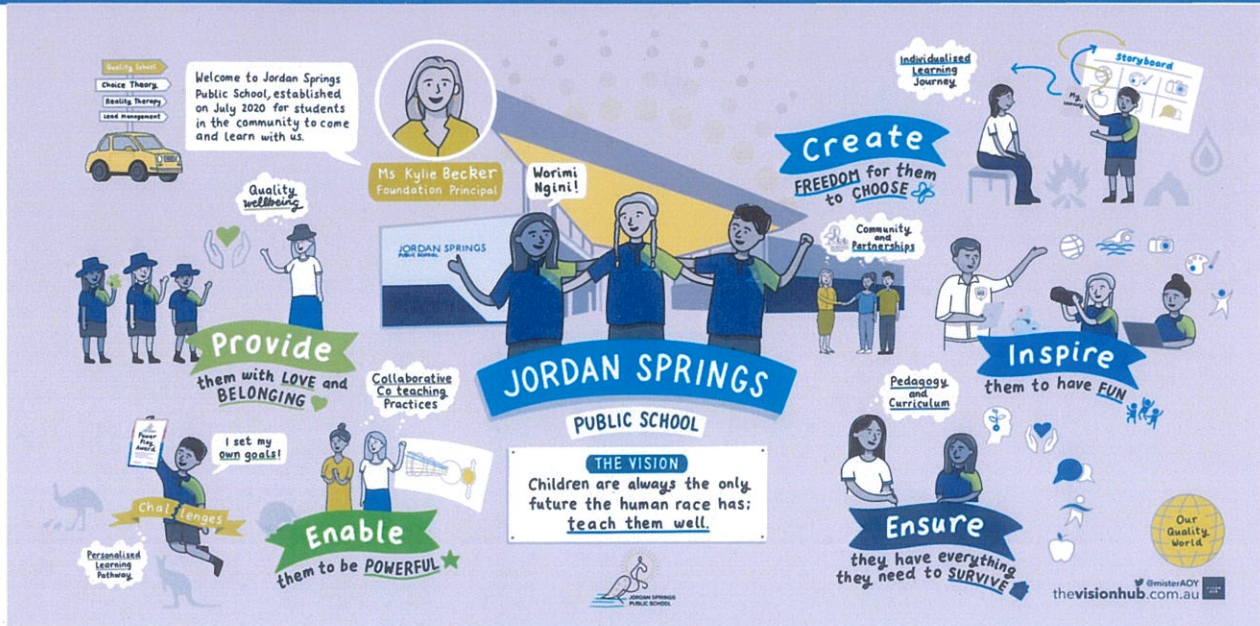 Quality School
Choice Theory
Reality Therapy
Lead Management
Welcome to Jordan Springs
Public School, established
on July 2020 for students
in the community to come
and learn with us.
Ms Kylie Becker
Foundation Principal
Worimi
Ngini!
JORDAN SPRINGS
PUBLIC SCHOOL
Individualised
Learning
Journey
Storyboard
My
Learning
Create
FREEDOM for them
to CHOOSE
Quality
wellbeing
Provide
them with LOVE and
BELONGING
Community
and
Partnerships
Inspire
them to have FUN
JORDAN SPRINGS
PUBLIC SCHOOL
THE VISION
Children are always the only
future the human race has;
teach them well.
JORDAN SPRINGS
PUBLIC SCHOOL
Power
Play
Award
I set my
own goals!
Challenges
Personalised
Learning
Pathway
Collaborative
Co teaching
Practices
Enable
them to be POWERFUL
Pedagogy
and
Curriculum
Ensure
they have everything
they need to SURVIVE
Our
Quality
World
@misterAOY
thevisionhub.com.au